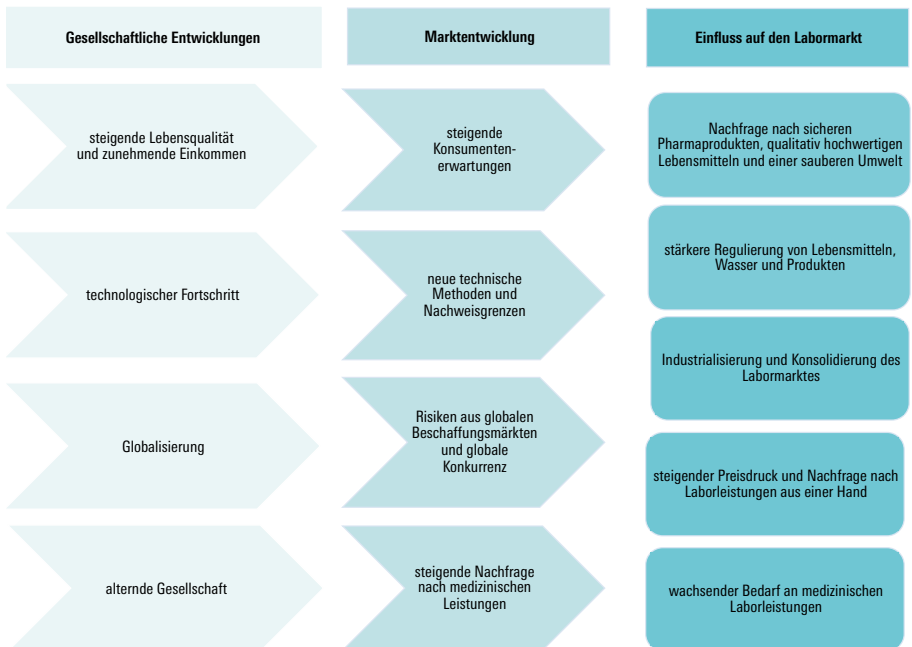 Gesellschaftliche Entwicklungen
Marktentwicklung
Einfluss auf den Labormarkt
steigende Lebensqualität
und zunehmende Einkommen
steigende
Konsumenten-
erwartungen
Nachfrage nach sicheren
Pharmaprodukten, qualitativ hochwertigen
Lebensmitteln und einer sauberen Umwelt
technologischer Fortschritt
neue technische
Methoden und
Nachweisgrenzen
stärkere Regulierung von Lebensmitteln,
Wasser und Produkten
Industrialisierung und Konsolidierung des
Labormarktes
Globalisierung
Risiken aus globalen
Beschaffungsmärkten
und globale
Konkurrenz
steigender Preisdruck und Nachfrage nach
Laborleistungen aus einer Hand
alternde Gesellschaft
steigende Nachfrage
nach medizinischen
Leistungen
wachsender Bedarf an medizinischen
Laborleistungen